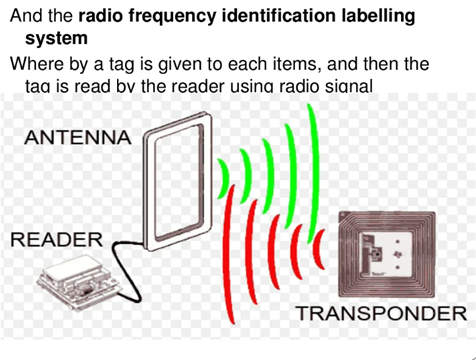 And the radio frequency identification labelling
system
Where by a tag is given to each items, and then the
tag is read by the reader using radio signal
ANTENNA
READER
TRANSPONDER